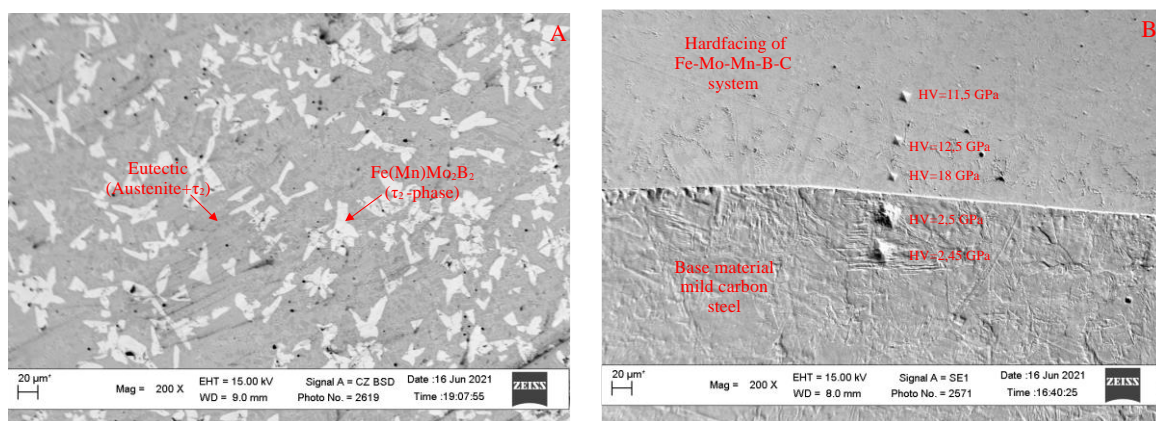 A
Eutectic
(Austenite+τ₂)
Fe(Mn)Mo₂B₂
(τ₂-phase)
20 µm*
Mag = 200 X
EHT = 15.00 kV
WD = 9.0 mm
Signal A = CZ BSD
Photo No. = 2619
Date :16 Jun 2021
Time :19:07:55
ZEISS
B
Hardfacing of
Fe-Mo-Mn-B-C
system
HV=11,5 GPa
HV=12,5 GPa
HV=18 GPa
HV=2,5 GPa
HV=2,45 GPa
Base material
mild carbon
steel
20 µm*
Mag = 200 X
EHT = 15.00 kV
WD = 8.0 mm
Signal A = SE1
Photo No. = 2571
Date :16 Jun 2021
Time :16:40:25
ZEISS